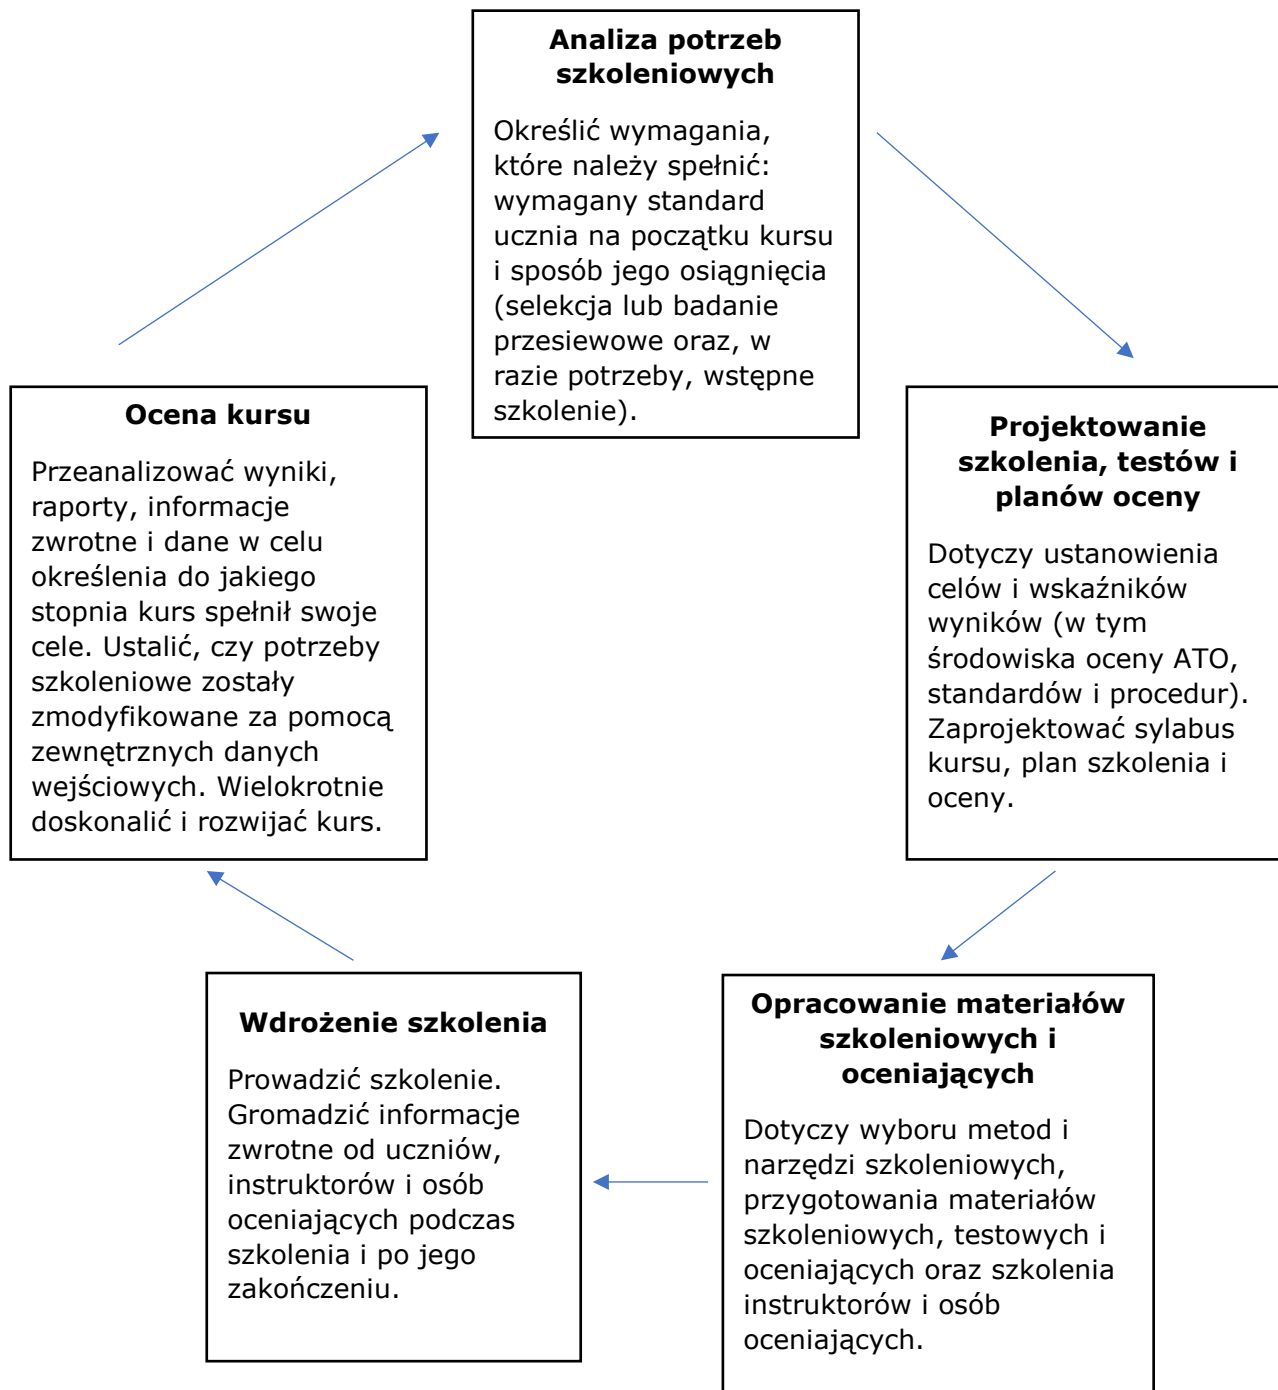 Analiza potrzeb
szkoleniowych
Określić wymagania,
które należy spełnić:
wymagany standard
ucznia na początku kursu
i sposób jego osiągnięcia
(selekcja lub badanie
przesiewowe oraz, w
razie potrzeby, wstępne
szkolenie).
Projektowanie
szkolenia, testów i
planów oceny
Dotyczy ustanowienia
celów i wskaźników
wyników (w tym
środowiska oceny ATO,
standardów i procedur).
Zaprojektować sylabus
kursu, plan szkolenia i
oceny.
Opracowanie materiałów
szkoleniowych i
oceniających
Dotyczy wyboru metod i
narzędzi szkoleniowych,
przygotowania materiałów
szkoleniowych, testowych i
oceniających oraz szkolenia
instruktorów i osób
oceniających.
Wdrożenie szkolenia
Prowadzić szkolenie.
Gromadzić informacje
zwrotne od uczniów,
instruktorów i osób
oceniających podczas
szkolenia i po jego
zakończeniu.
Ocena kursu
Przeanalizować wyniki,
raporty, informacje
zwrotne i dane w celu
określenia do jakiego
stopnia kurs spełnił swoje
cele. Ustalić, czy potrzeby
szkoleniowe zostały
zmodyfikowane za pomocą
zewnętrznych danych
wejściowych. Wielokrotnie
doskonalić i rozwijać kurs.